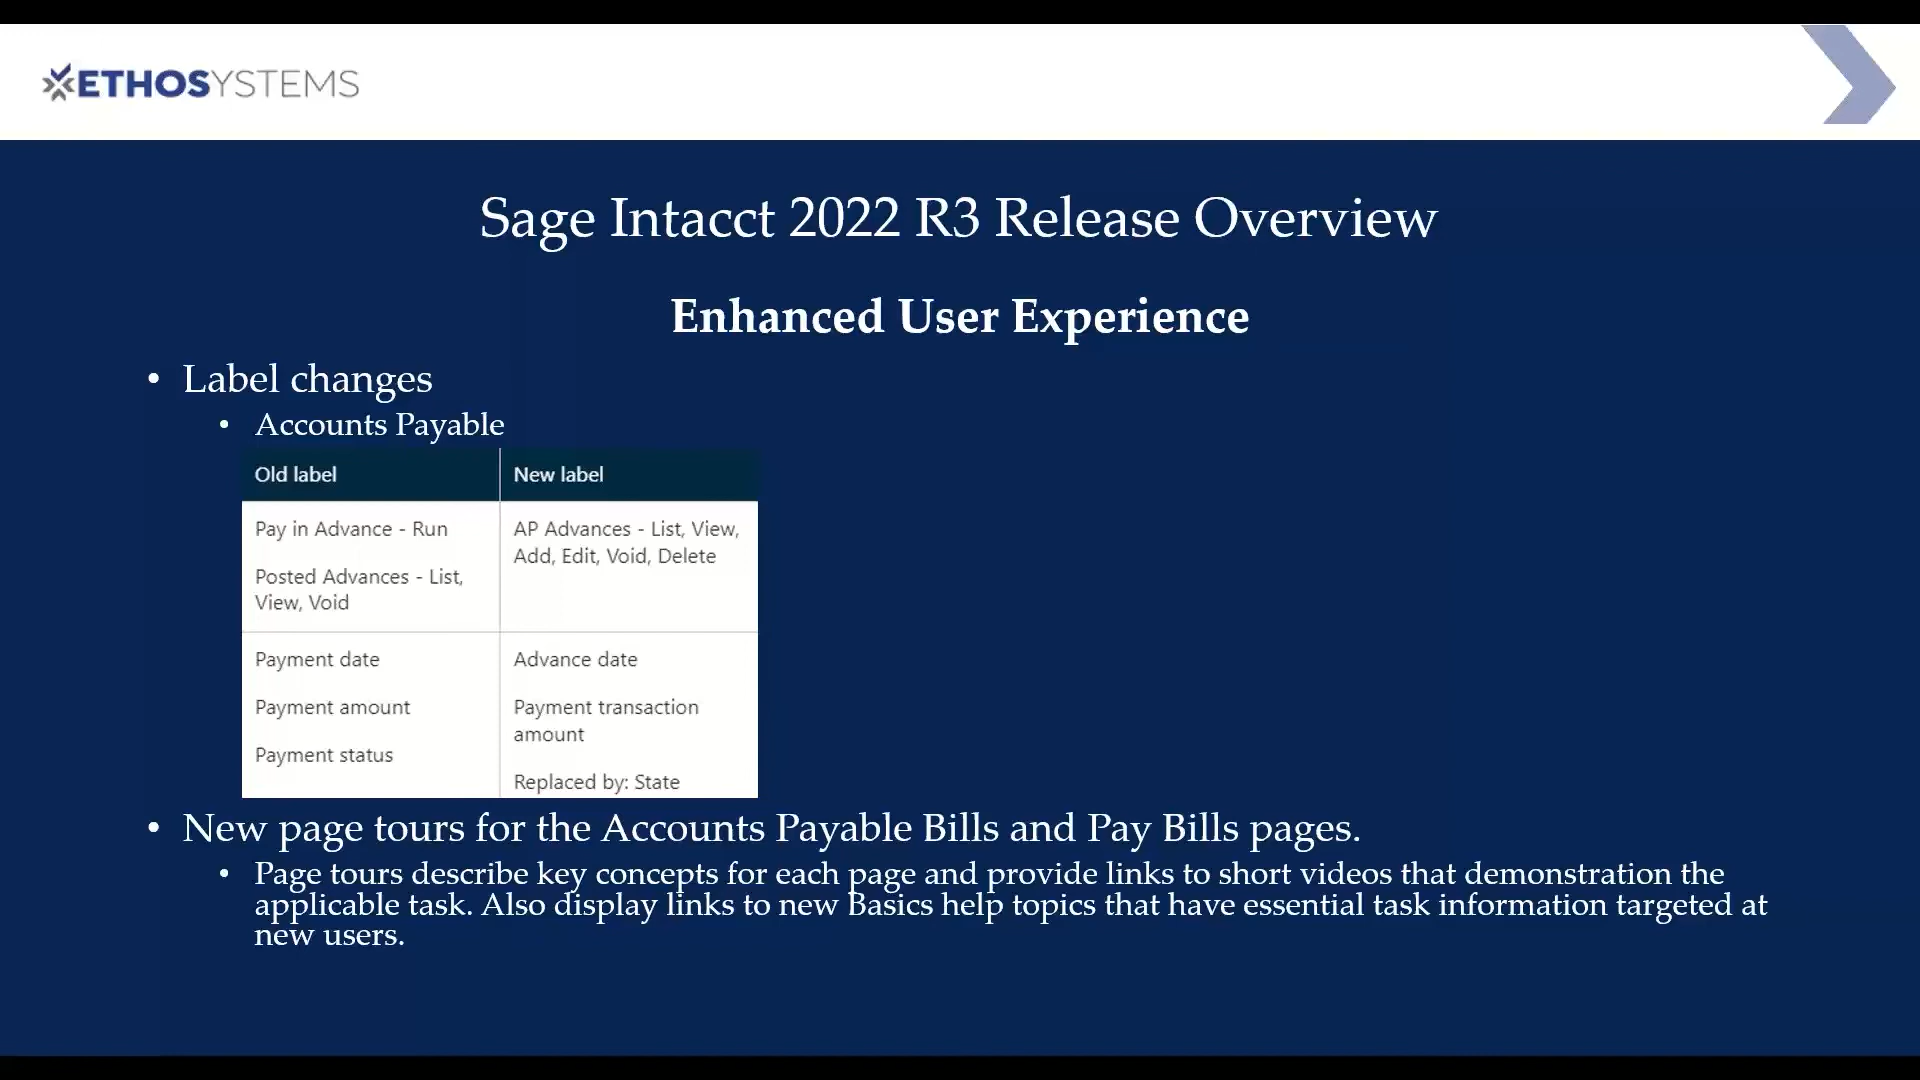 ETHOSYSTEMS
Sage Intacct 2022 R3 Release Overview
Enhanced User Experience
• Label changes
• Accounts Payable
Old label
New label
Pay in Advance - Run
Posted Advances - List,
View, Void
AP Advances - List, View,
Add, Edit, Void, Delete
Payment date
Payment amount
Payment status
Advance date
Payment transaction
amount
Replaced by: State
• New page tours for the Accounts Payable Bills and Pay Bills pages.
• Page tours describe key concepts for each page and provide links to short videos that demonstration the
applicable task. Also display links to new Basics help topics that have essential task information targeted at
new users.